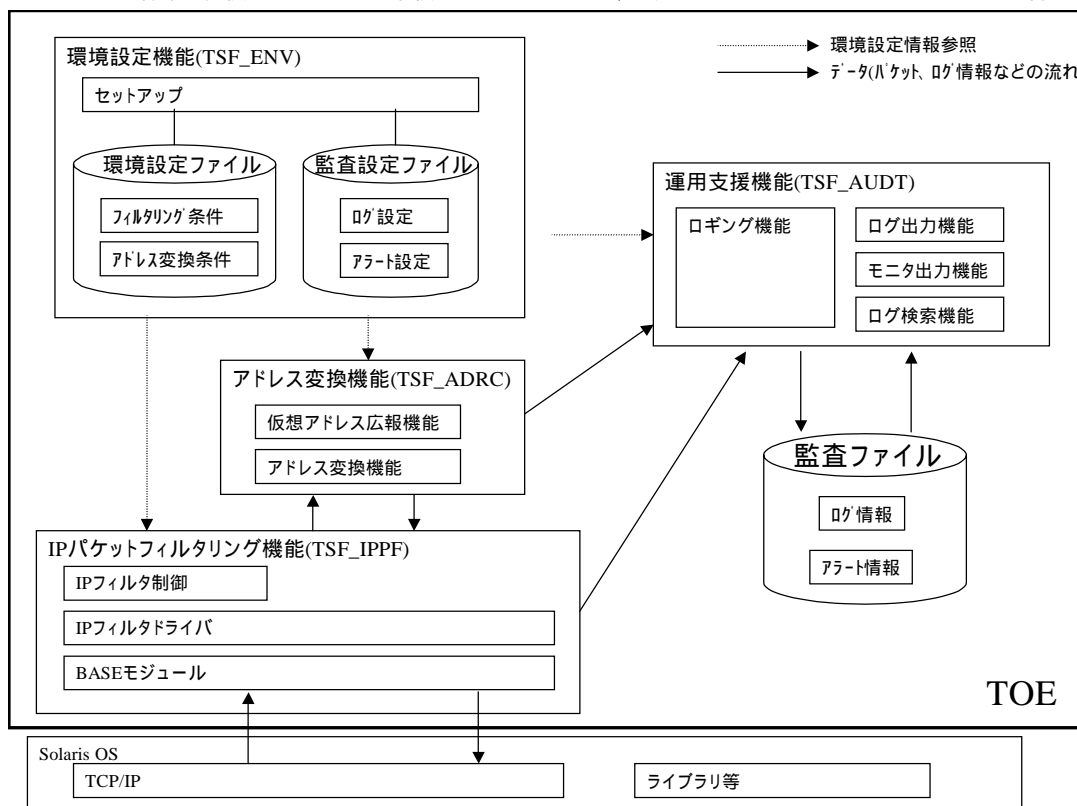 環境設定機能(TSF_ENV)
環境設定情報参照
データ(パケット、ログ情報などの流れ
セットアップ
環境設定ファイル
監査設定ファイル
フィルタリング条件
アドレス変換条件
ログ設定
アラート設定
運用支援機能(TSF_AUDT)
ロギング機能
ログ出力機能
モニタ出力機能
ログ検索機能
アドレス変換機能(TSF_ADRC)
仮想アドレス広報機能
アドレス変換機能
監査ファイル
ログ情報
アラート情報
IPパケットフィルタリング機能(TSF_IPPF)
IPフィルタ制御
IPフィルタドライバ
BASEモジュール
TOE
Solaris OS
TCP/IP
ライブラリ等